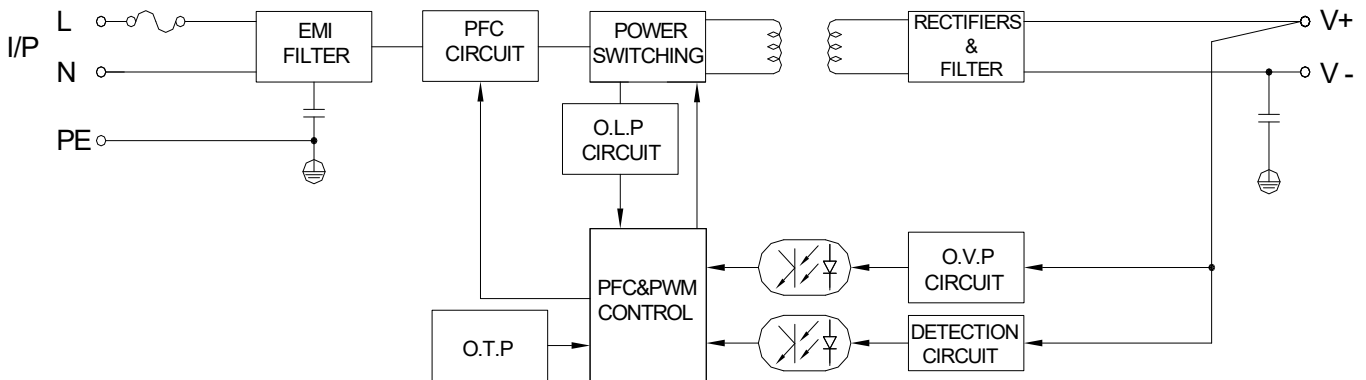 I/P
L
N
PE
EMI
FILTER
PFC
CIRCUIT
POWER
SWITCHING
RECTIFIERS
&
FILTER
V+
V -
O.L.P
CIRCUIT
PFC&PWM
CONTROL
O.V.P
CIRCUIT
O.T.P
DETECTION
CIRCUIT